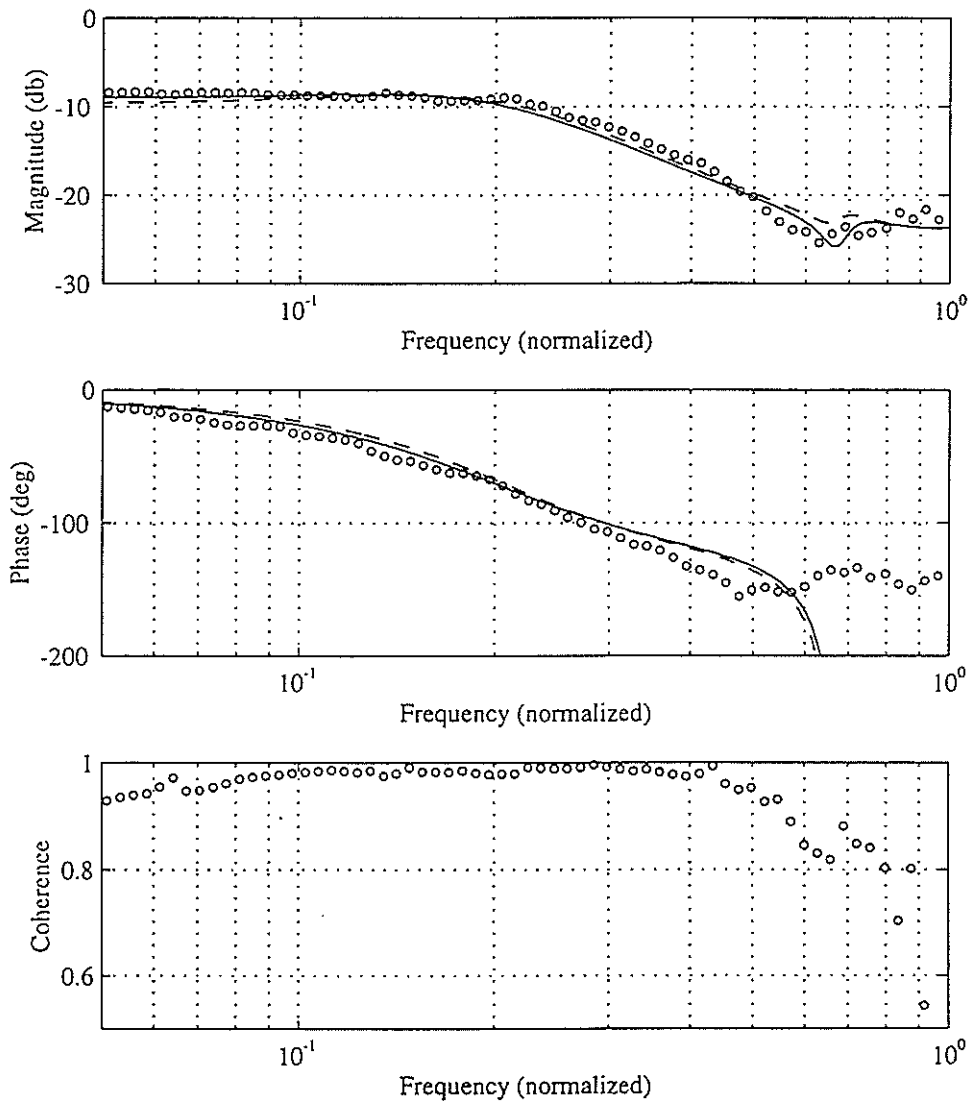 0
-10
-20
-30
Magnitude (db)
10^-1
10^0
Frequency (normalized)
0
-100
-200
Phase (deg)
10^-1
10^0
Frequency (normalized)
1
0.8
0.6
Coherence
10^-1
10^0
Frequency (normalized)